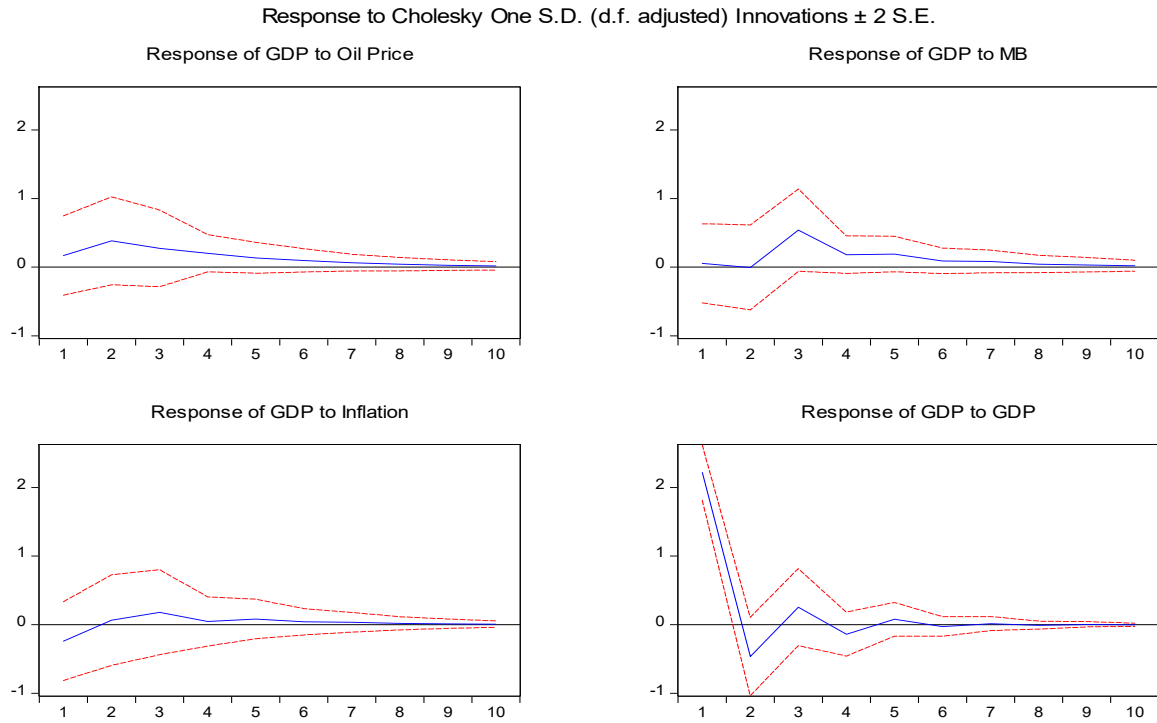 Response to Cholesky One S.D. (d.f. adjusted) Innovations ± 2 S.E.
Response of GDP to Oil Price
2
1
0
-1
1 2 3 4 5 6 7 8 9 10
Response of GDP to MB
2
1
0
-1
1 2 3 4 5 6 7 8 9 10
Response of GDP to Inflation
2
1
0
-1
1 2 3 4 5 6 7 8 9 10
Response of GDP to GDP
2
1
0
-1
1 2 3 4 5 6 7 8 9 10